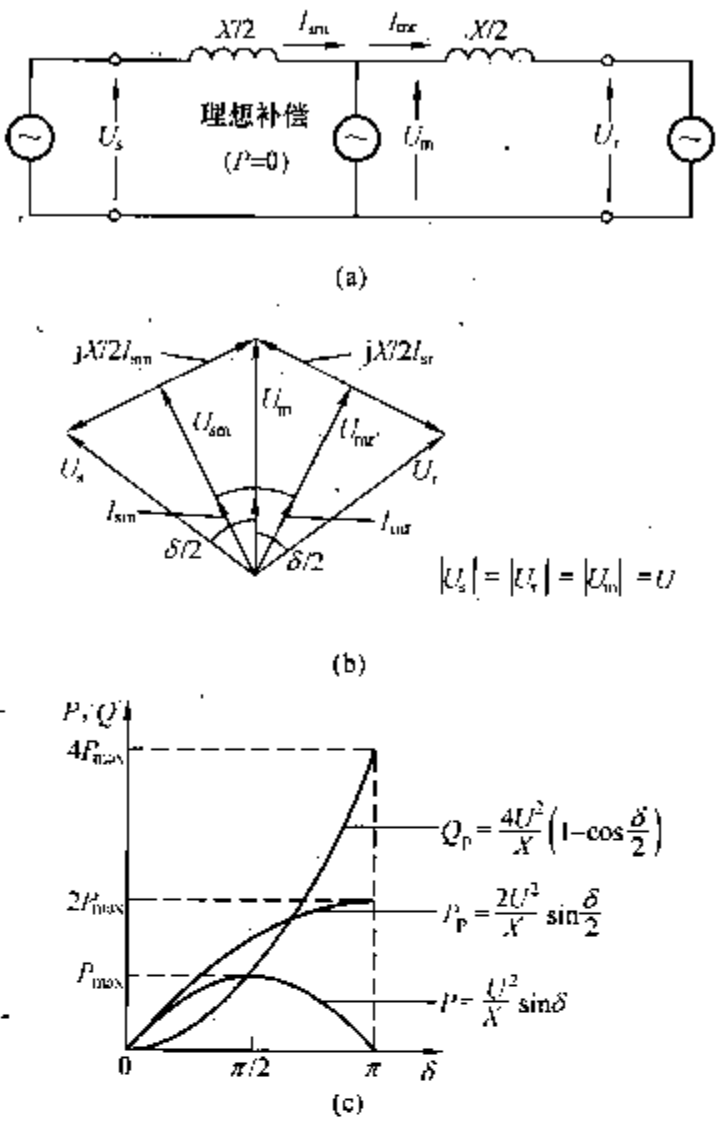 X/2 I_sm I_mr X/2
U_s 理想补偿 U_m U_r
(P=0)
(a)
jX/2I_sm jX/2I_sr
U_sm U_m U_mr
U_s U_r
I_sm I_mr
δ/2 δ/2
|U_s| = |U_r| = |U_m| = U
(b)
P, Q
4P_max
Q_P = 4U²/X (1−cos δ/2)
2P_max
P_P = 2U²/X sin δ/2
P_max
P = U²/X sinδ
0 π/2 π δ
(c)